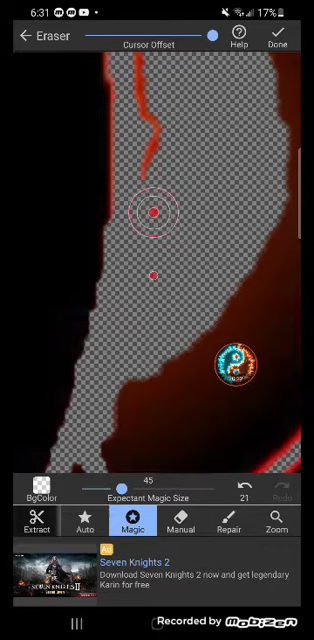 6:31
17%
Eraser
Cursor Offset
Help
Done
45
BgColor
Expectant Magic Size
21
Redo
Extract
Auto
Magic
Manual
Repair
Zoom
Ad
Seven Knights 2
Download Seven Knights 2 now and get legendary
Karin for free
Recorded by MOBIZEN